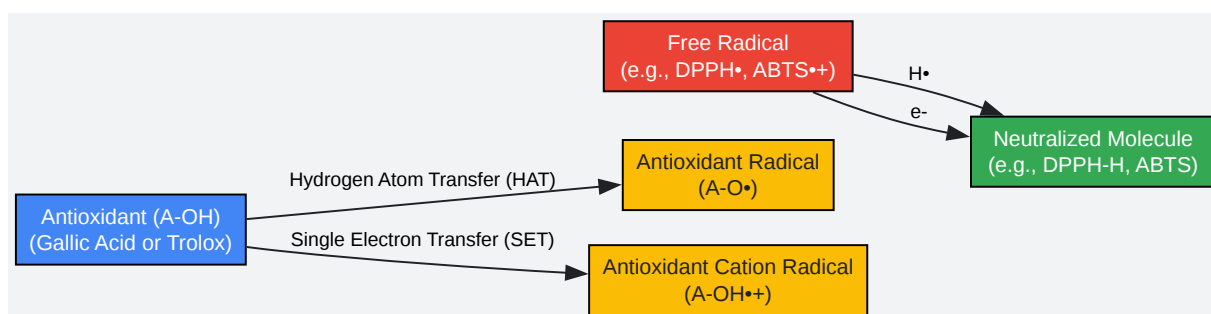 Free Radical
(e.g., DPPH•, ABTS•+)
H•
e-
Neutralized Molecule
(e.g., DPPH-H, ABTS)
Antioxidant Radical
(A-O•)
Hydrogen Atom Transfer (HAT)
Antioxidant (A-OH)
(Gallic Acid or Trolox)
Single Electron Transfer (SET)
Antioxidant Cation Radical
(A-OH•+)